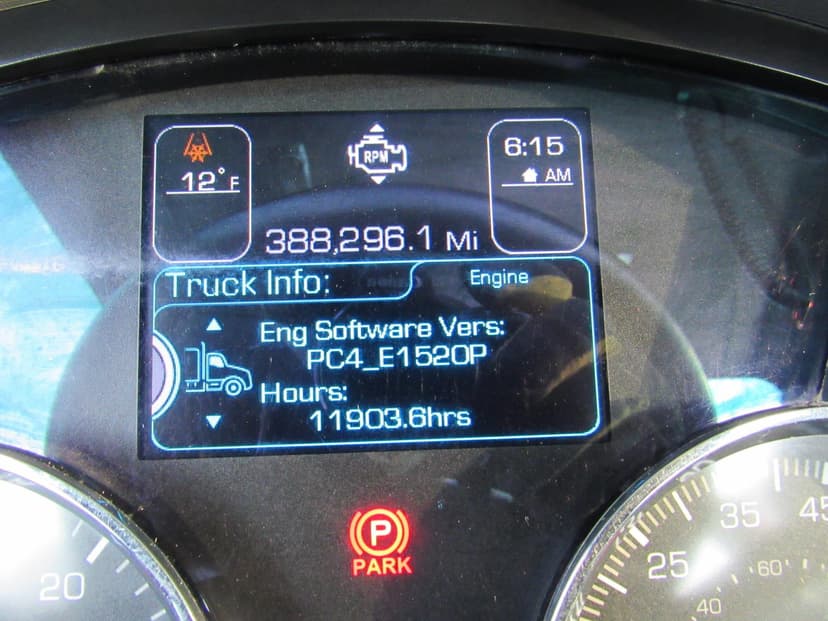 RPM
12°F
6:15
AM
388,296.1 Mi
Truck Info:
Engine
Eng Software Vers:
PC4_E1520P
Hours:
11903.6hrs
P
PARK
20
25
35
45
40
60